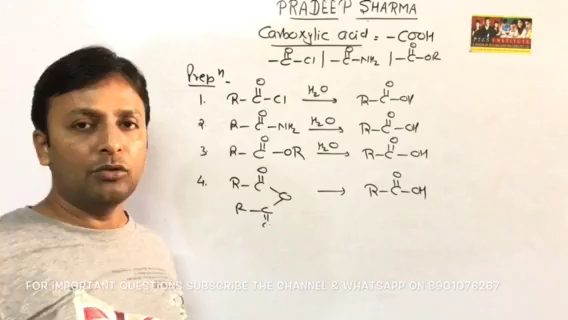 PRADEEP SHARMA
Carboxylic acid = -COOH
-C(=O)-Cl | -C(=O)-NH₂ | -C(=O)-OR
Prepⁿ -
1. R-C(=O)-Cl H₂O → R-C(=O)-OH
2. R-C(=O)-NH₂ H₂O → R-C(=O)-OH
3. R-C(=O)-OR H₂O → R-C(=O)-OH
4. R-C(=O)-O → R-C(=O)-OH
R-C=O
FOR IMPORTANT QUESTIONS SUBSCRIBE THE CHANNEL & WHATSAPP ON 8901076267